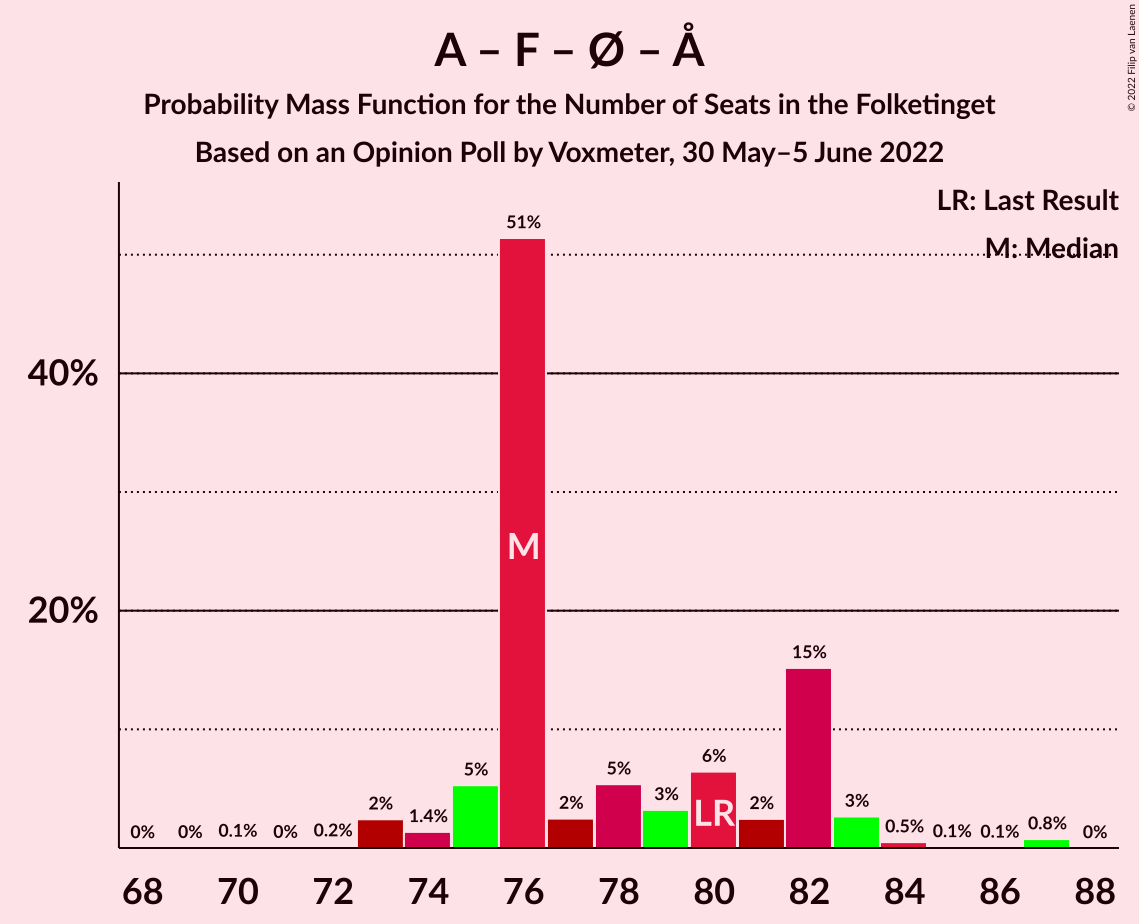 A – F – Ø – Å
Probability Mass Function for the Number of Seats in the Folketinget
Based on an Opinion Poll by Voxmeter, 30 May–5 June 2022
© 2022 Filip van Laenen
LR: Last Result
M: Median
51%
40%
M
20%
15%
6%
5%
5%
3%
3%
2%
2%
2%
1.4%
LR
0%
0%
0.1%
0%
0.2%
0.5%
0.1%
0.1%
0.8%
0%
68 70 72 74 76 78 80 82 84 86 88